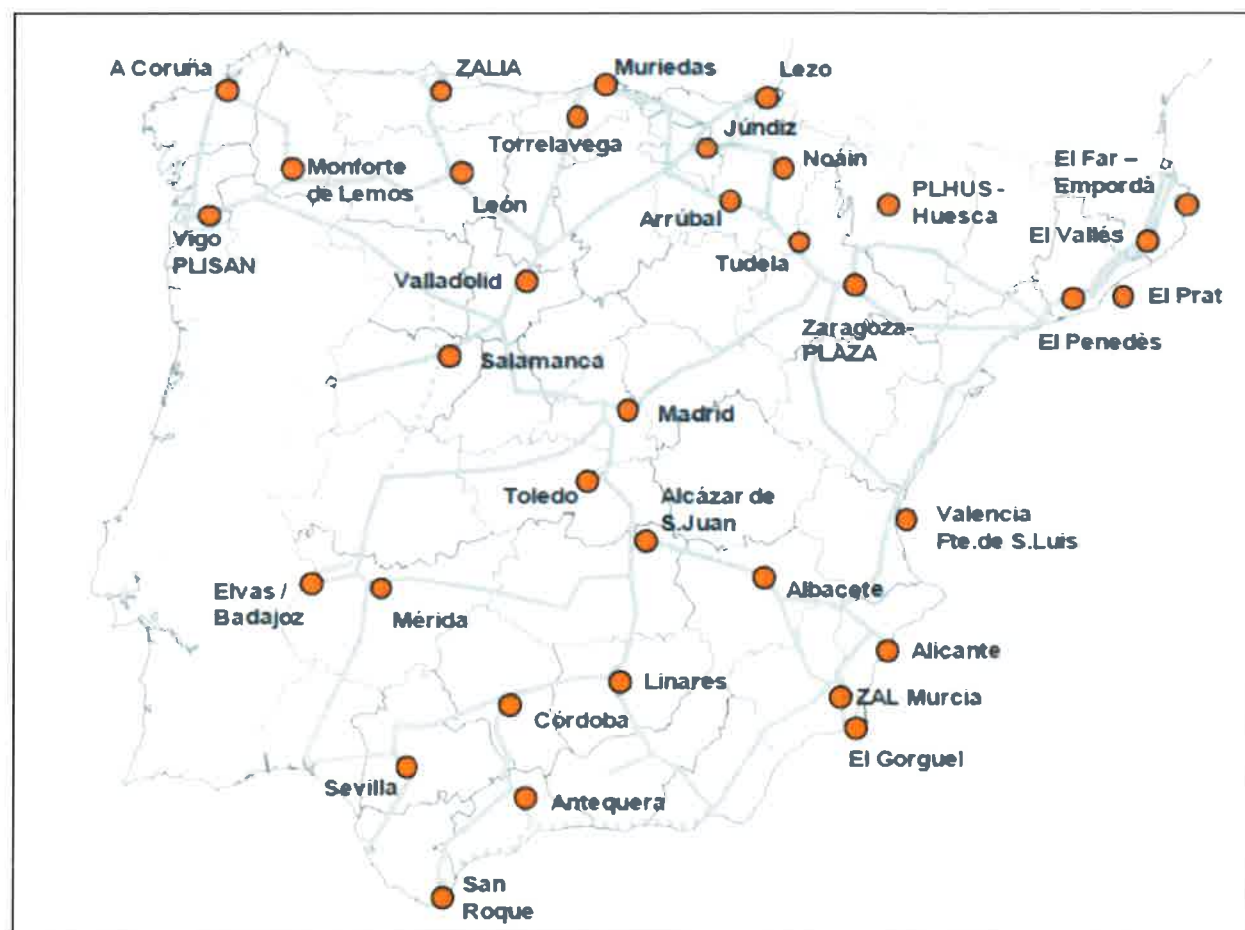 A Coruña
ZALIA
Muriedas
Lezo
Torrelavega
Júndiz
Noáin
El Far –
Empordà
Monforte
de Lemos
León
Arrúbal
PLHUS -
Huesca
Vigo
PLISAN
Tudela
El Vallés
Valladolid
El Prat
Zaragoza-
PLAZA
El Penedès
Salamanca
Madrid
Toledo
Alcázar de
S.Juan
Valencia
Fte.de S.Luis
Elvas /
Badajoz
Mérida
Albacete
Alicante
Linares
ZAL Murcia
Córdoba
El Gorguel
Sevilla
Antequera
San
Roque